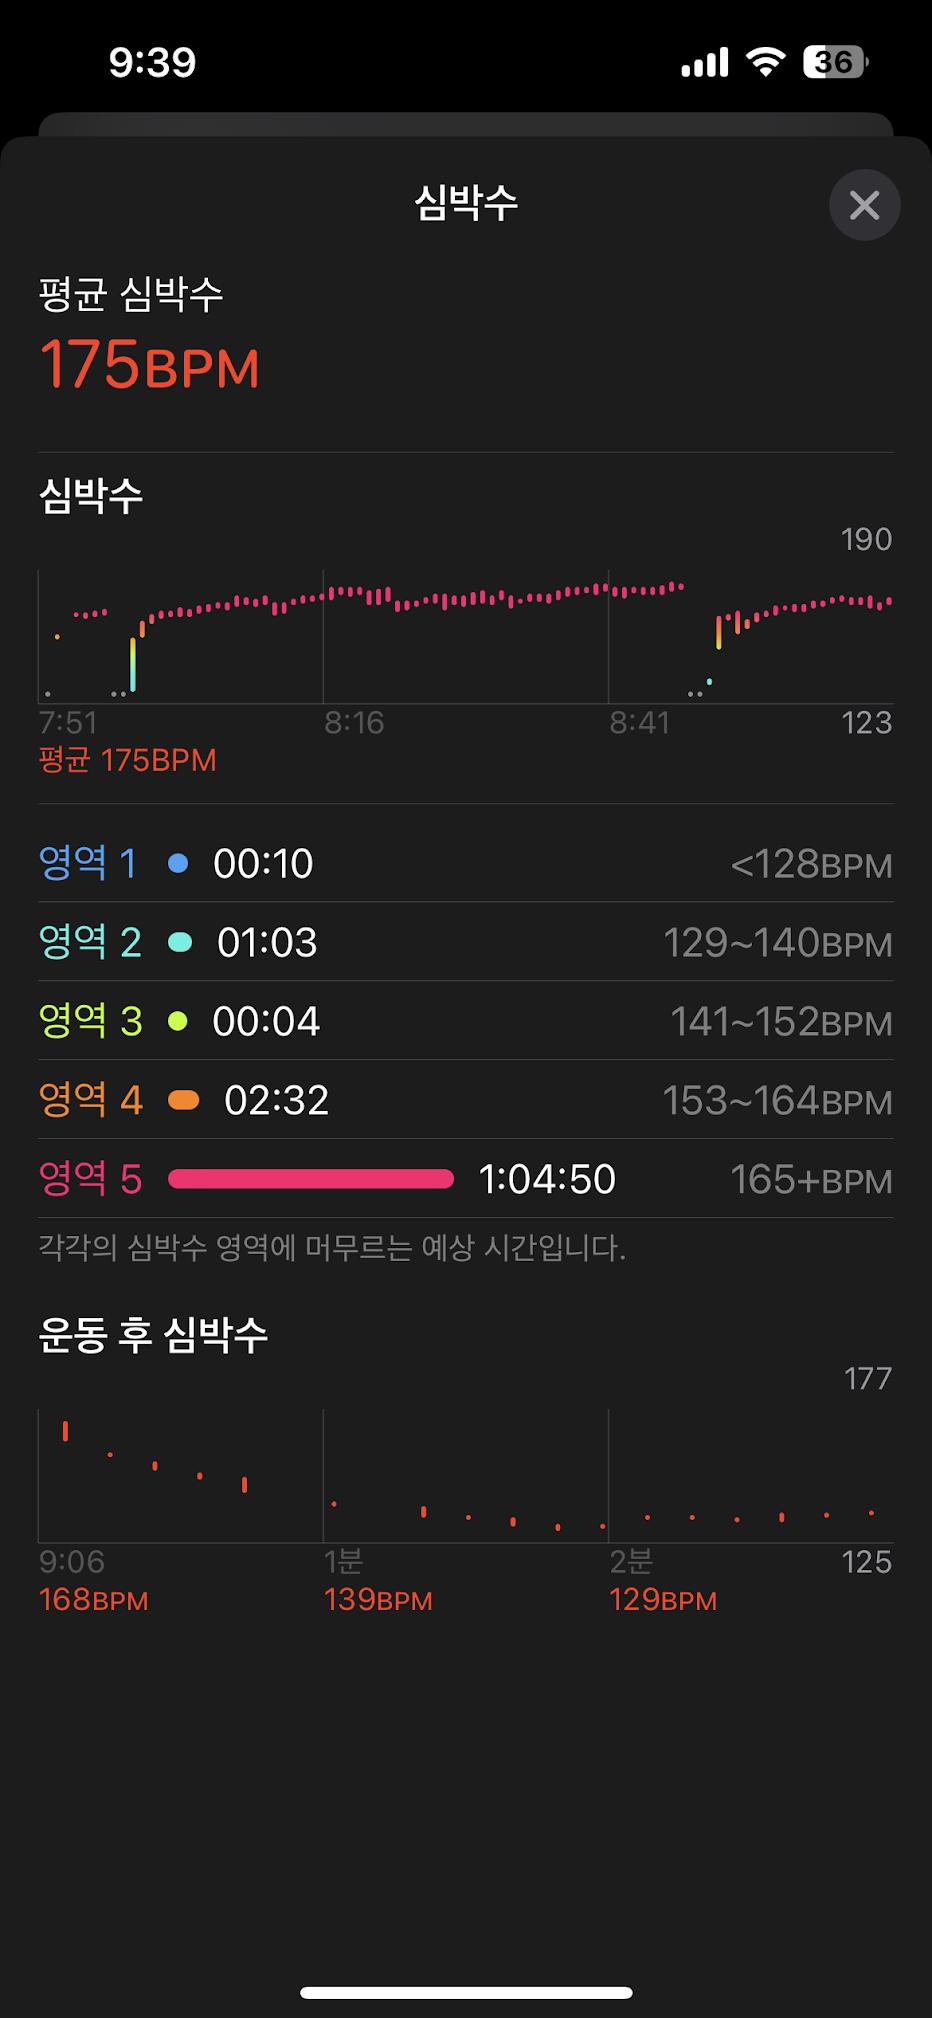 9:39
36
심박수
평균 심박수
175BPM
심박수
190
7:51 8:16 8:41 123
평균 175BPM
영역 1 00:10 <128BPM
영역 2 01:03 129~140BPM
영역 3 00:04 141~152BPM
영역 4 02:32 153~164BPM
영역 5 1:04:50 165+BPM
각각의 심박수 영역에 머무르는 예상 시간입니다.
운동 후 심박수
177
9:06 1분 2분 125
168BPM 139BPM 129BPM